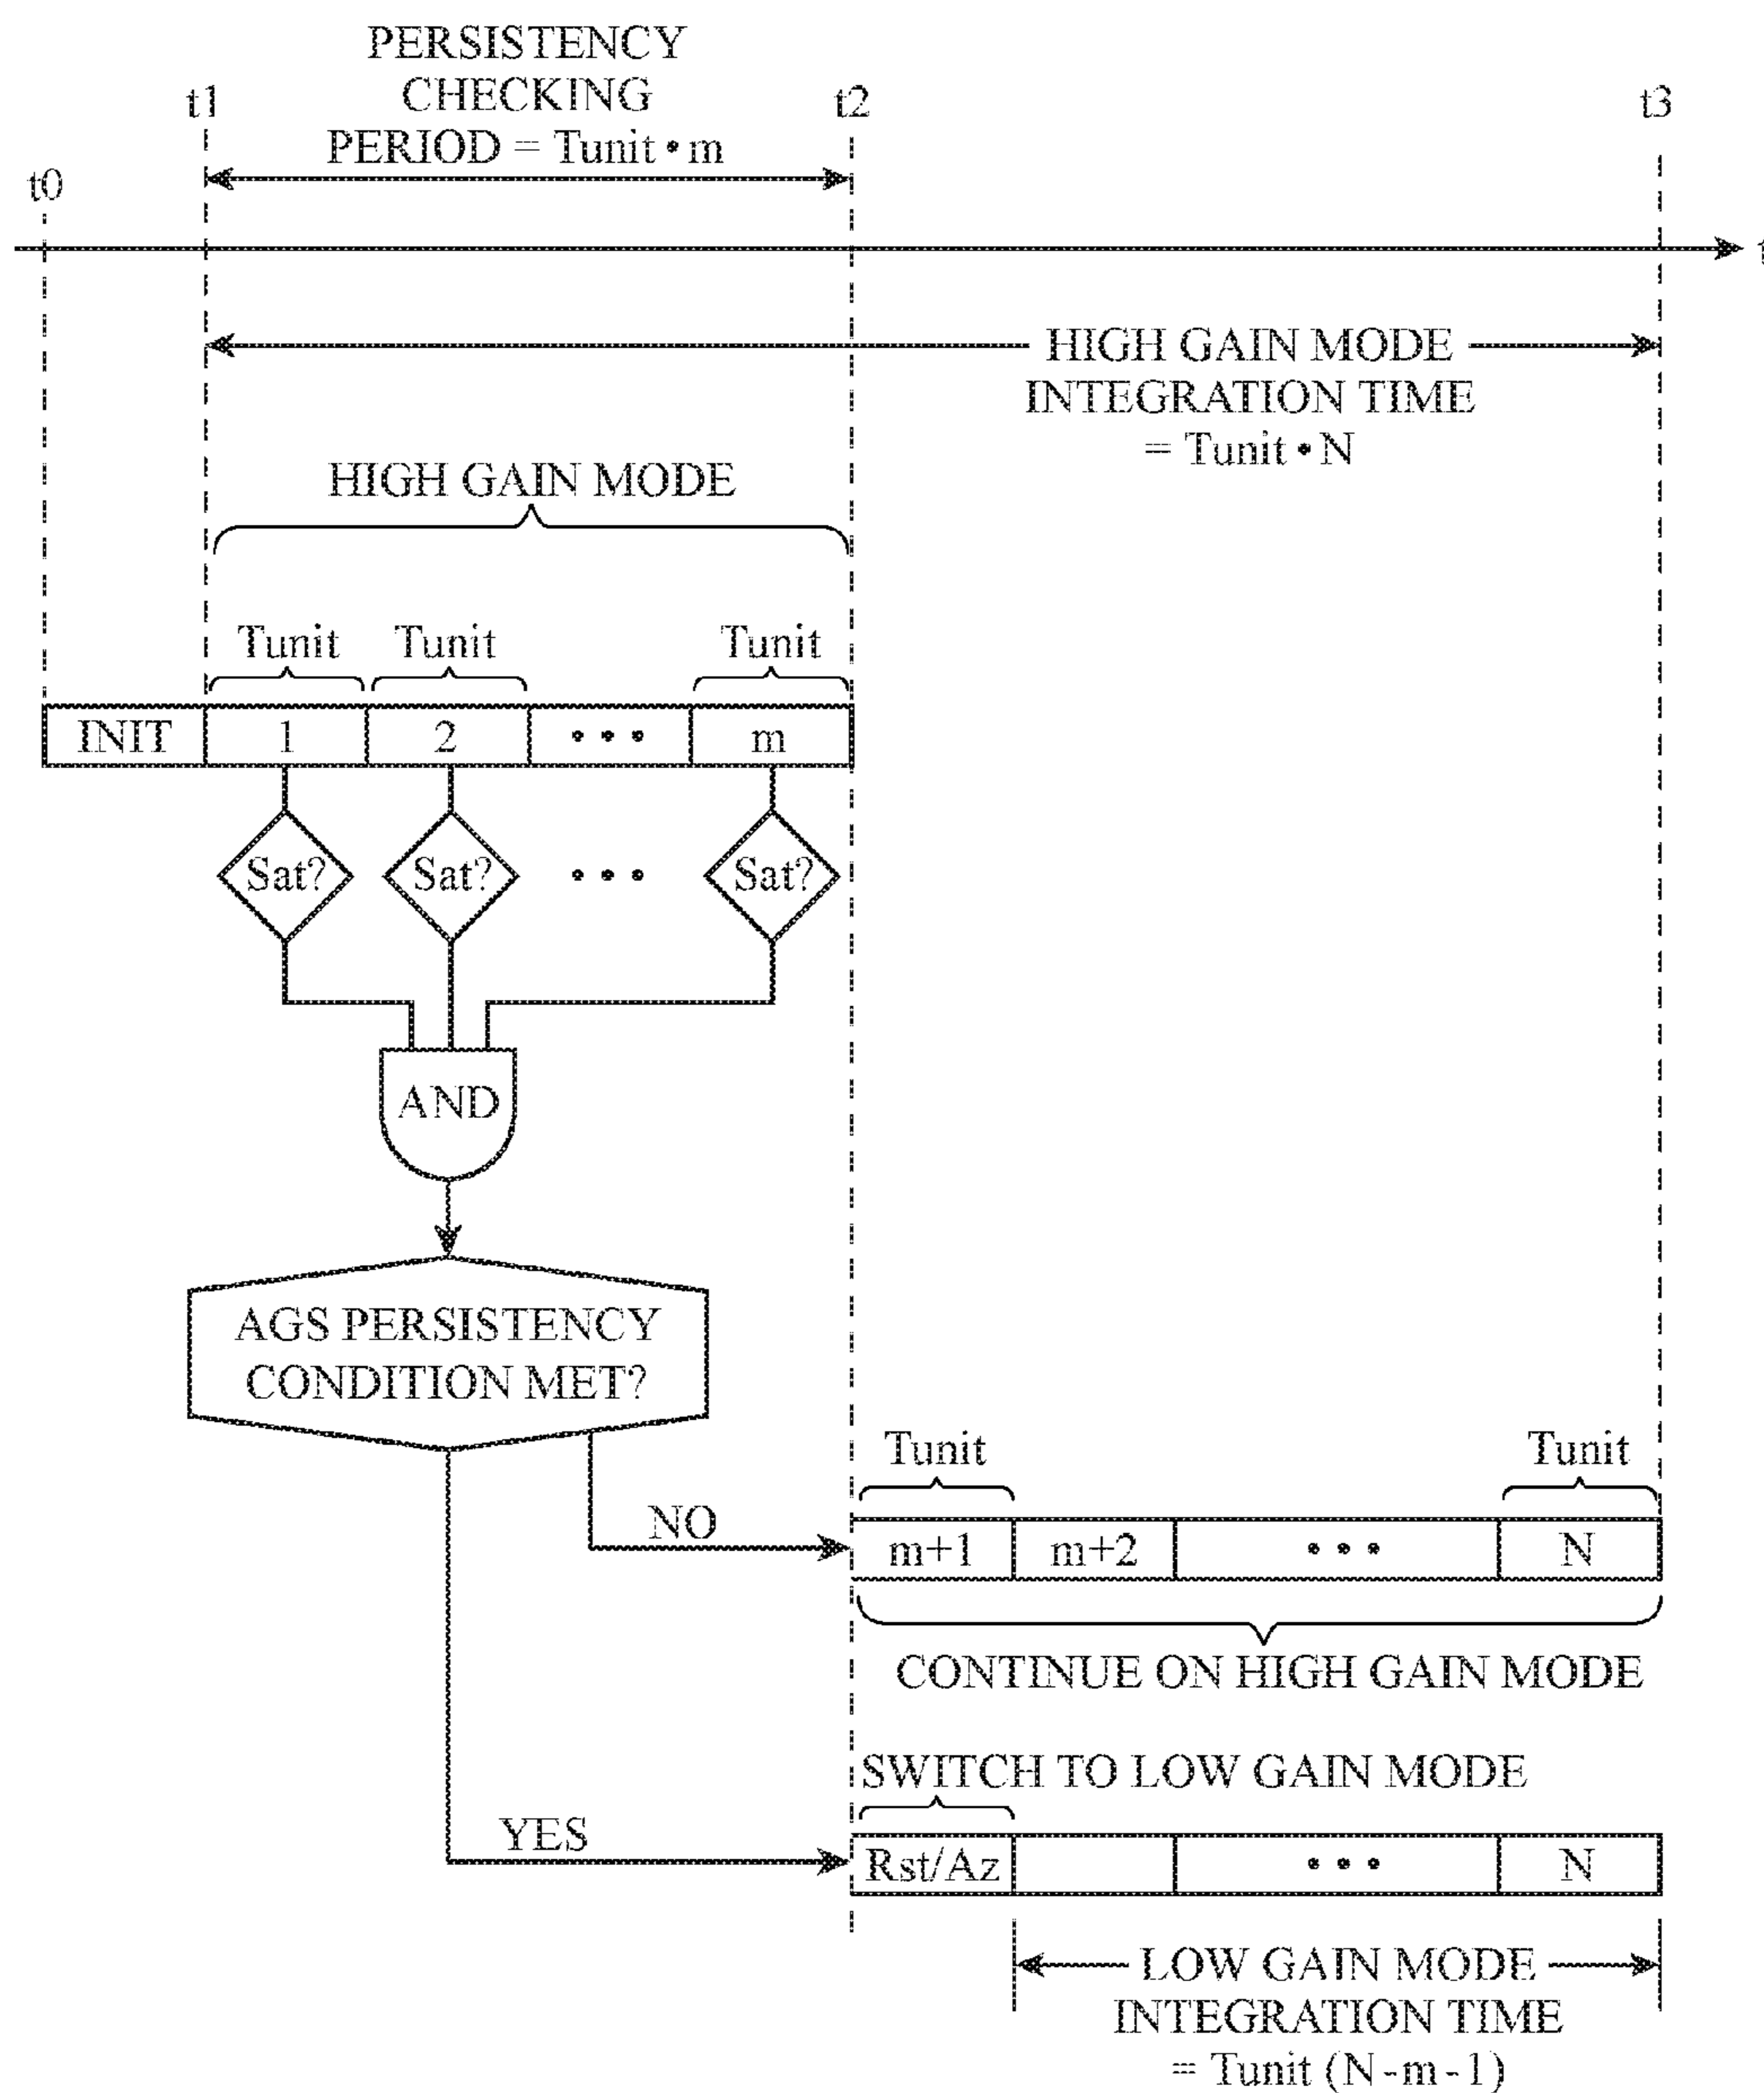 PERSISTENCY
CHECKING
PERIOD = Tunit • m
t0
t1
t2
t3
t
HIGH GAIN MODE
INTEGRATION TIME
= Tunit • N
HIGH GAIN MODE
Tunit Tunit Tunit
INIT 1 2 • • • m
Sat? Sat? • • • Sat?
AND
AGS PERSISTENCY
CONDITION MET?
Tunit Tunit
NO
m+1 m+2 • • • N
CONTINUE ON HIGH GAIN MODE
SWITCH TO LOW GAIN MODE
YES
Rst/Az • • • N
LOW GAIN MODE
INTEGRATION TIME
= Tunit (N-m-1)